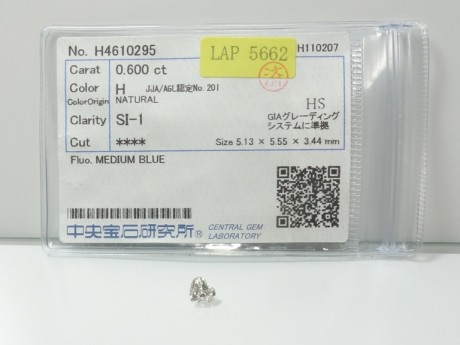 No. H4610295
LAP 5662
H110207
Carat 0.600 ct
Color H JJA/AGL認定No. 201
ColorOrigin NATURAL
HS
Clarity SI-1
GIAグレーディング
システムに準拠
Cut ****
Size 5.13 × 5.55 × 3.44 mm
Fluo. MEDIUM BLUE
中央宝石研究所®
CENTRAL GEM
LABORATORY